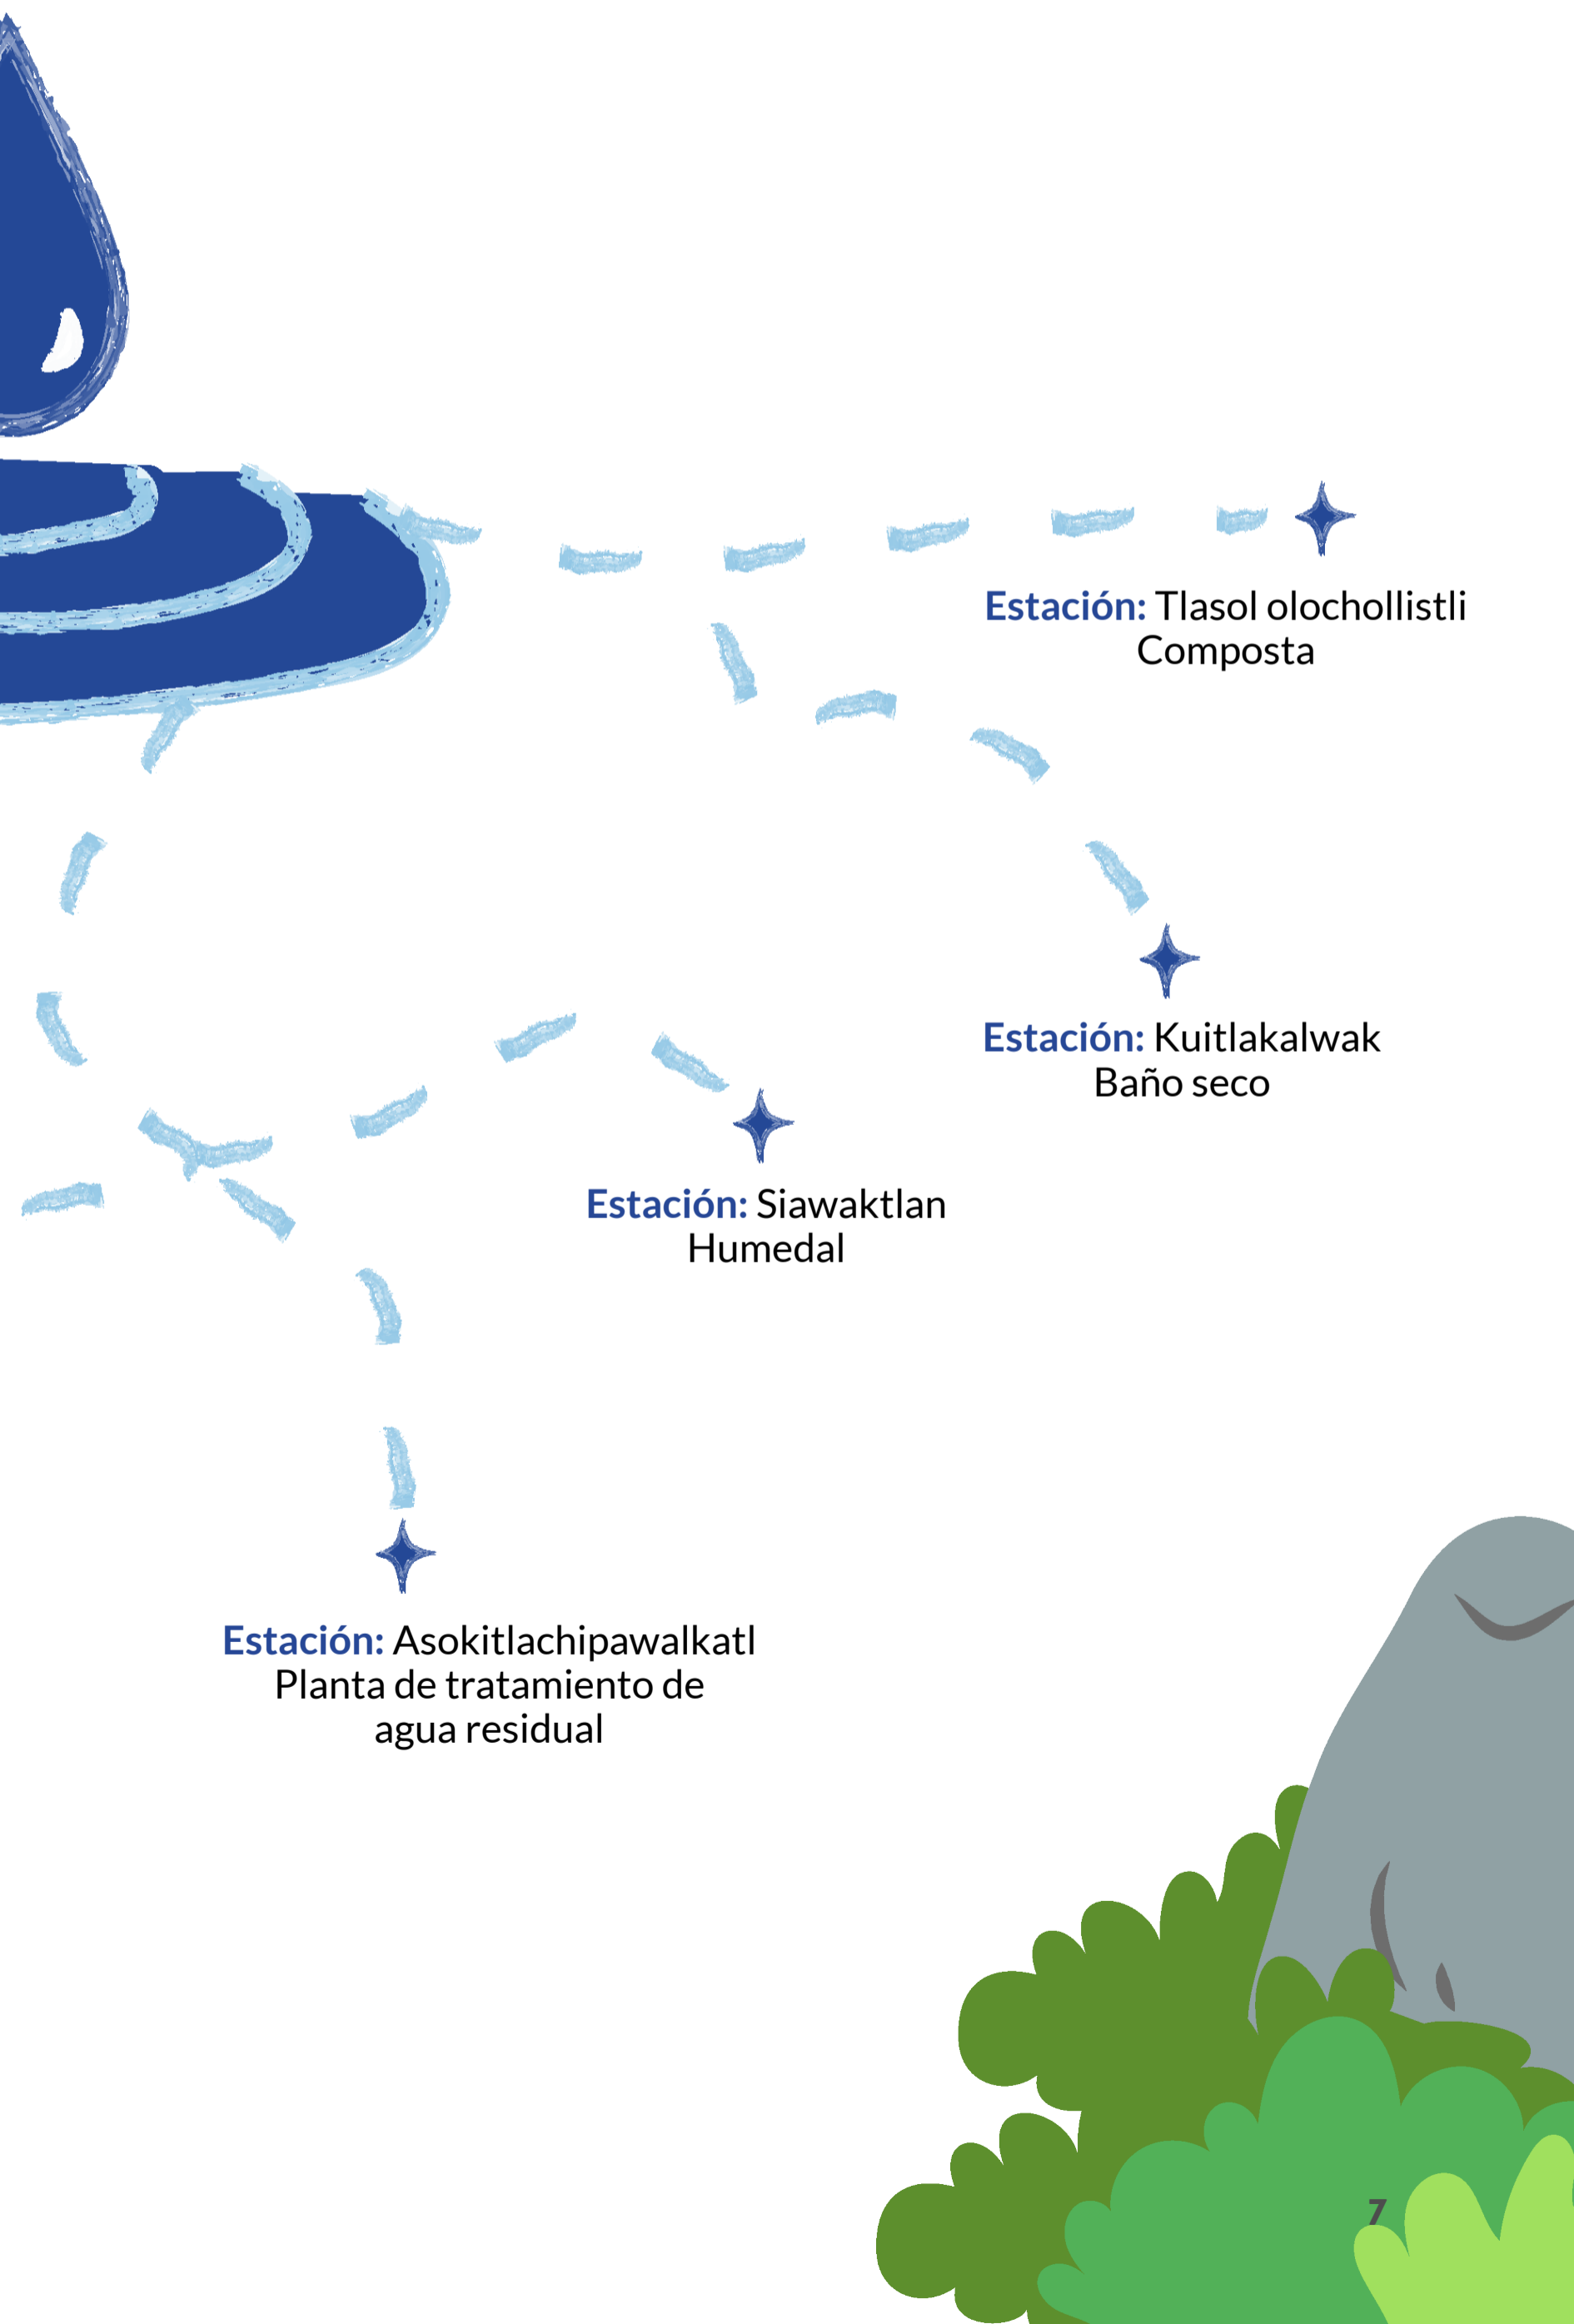 Estación: Tlasol olochollistli
Composta
Estación: Kuitlakalwak
Baño seco
Estación: Siawaktlan
Humedal
Estación: Asokitlachipawalkatl
Planta de tratamiento de
agua residual
7